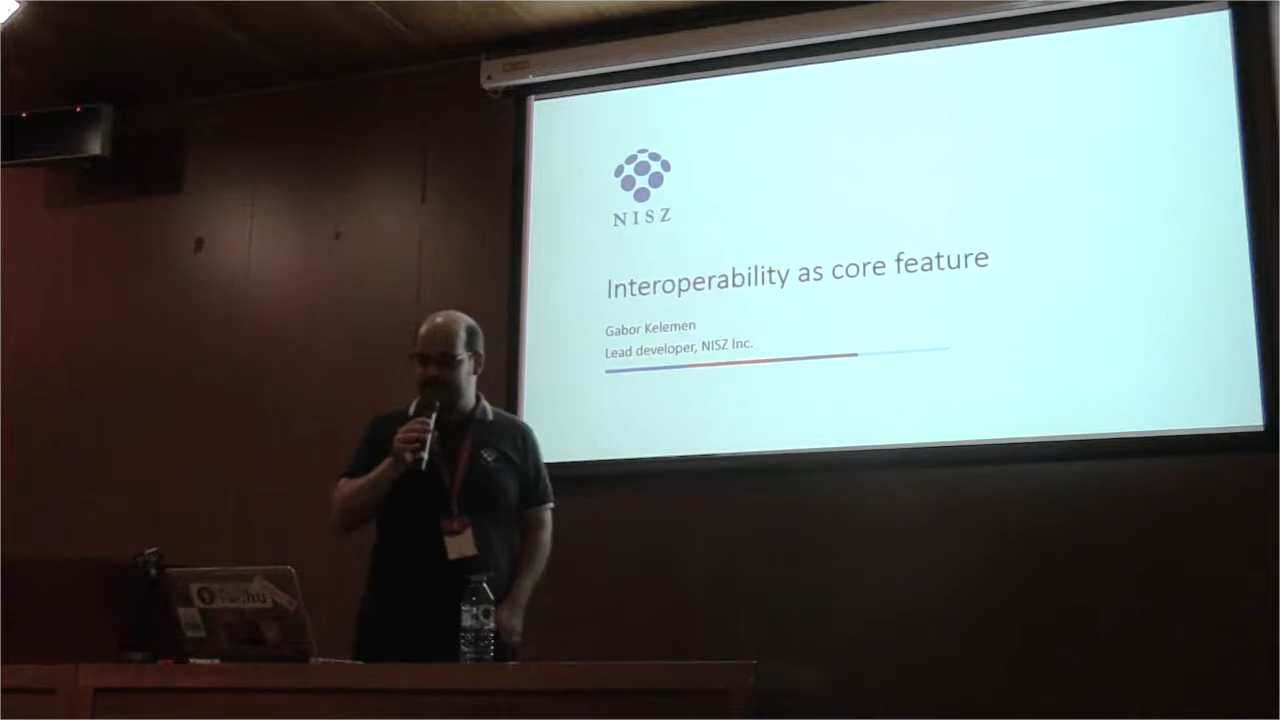 NISZ
Interoperability as core feature
Gabor Kelemen
Lead developer, NISZ Inc.